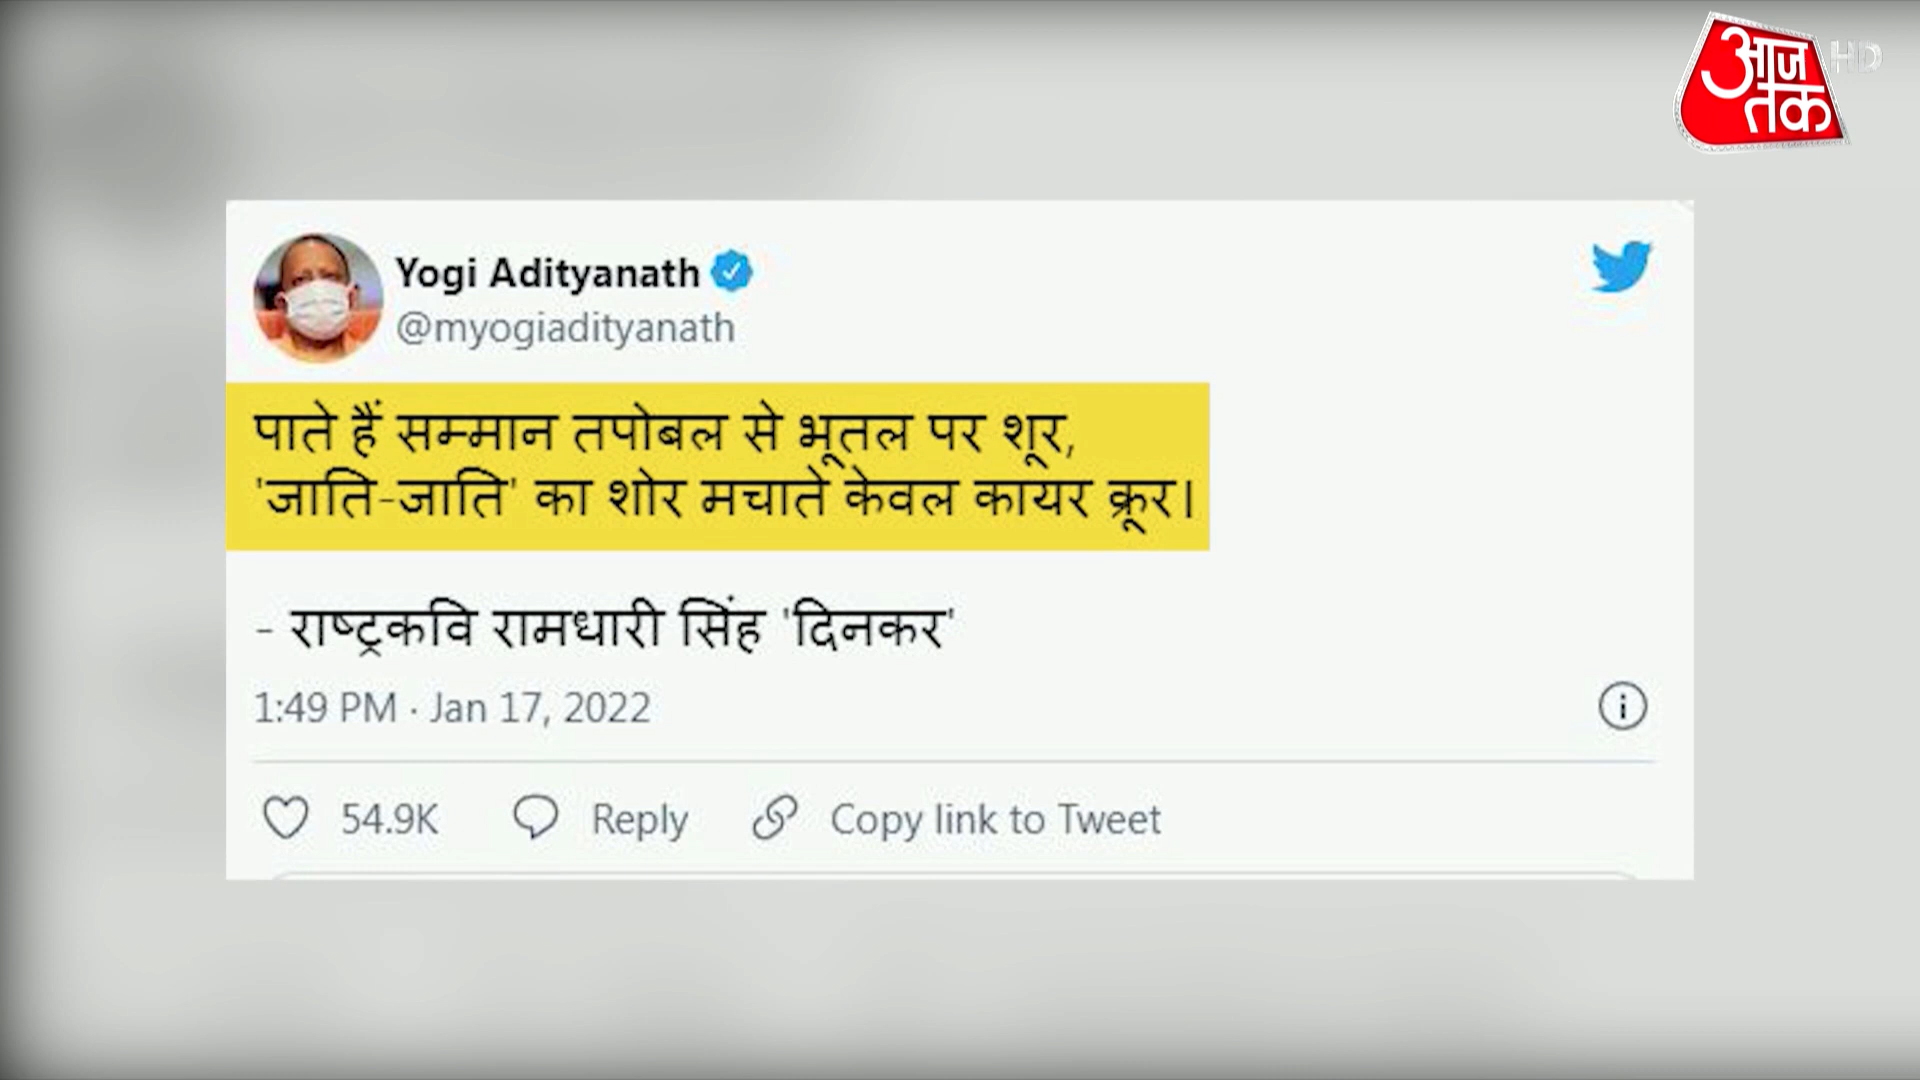 आज तक HD
Yogi Adityanath
@myogiadityanath
पाते हैं सम्मान तपोबल से भूतल पर शूर,
'जाति-जाति' का शोर मचाते केवल कायर क्रूर।
- राष्ट्रकवि रामधारी सिंह 'दिनकर'
1:49 PM · Jan 17, 2022
54.9K Reply Copy link to Tweet